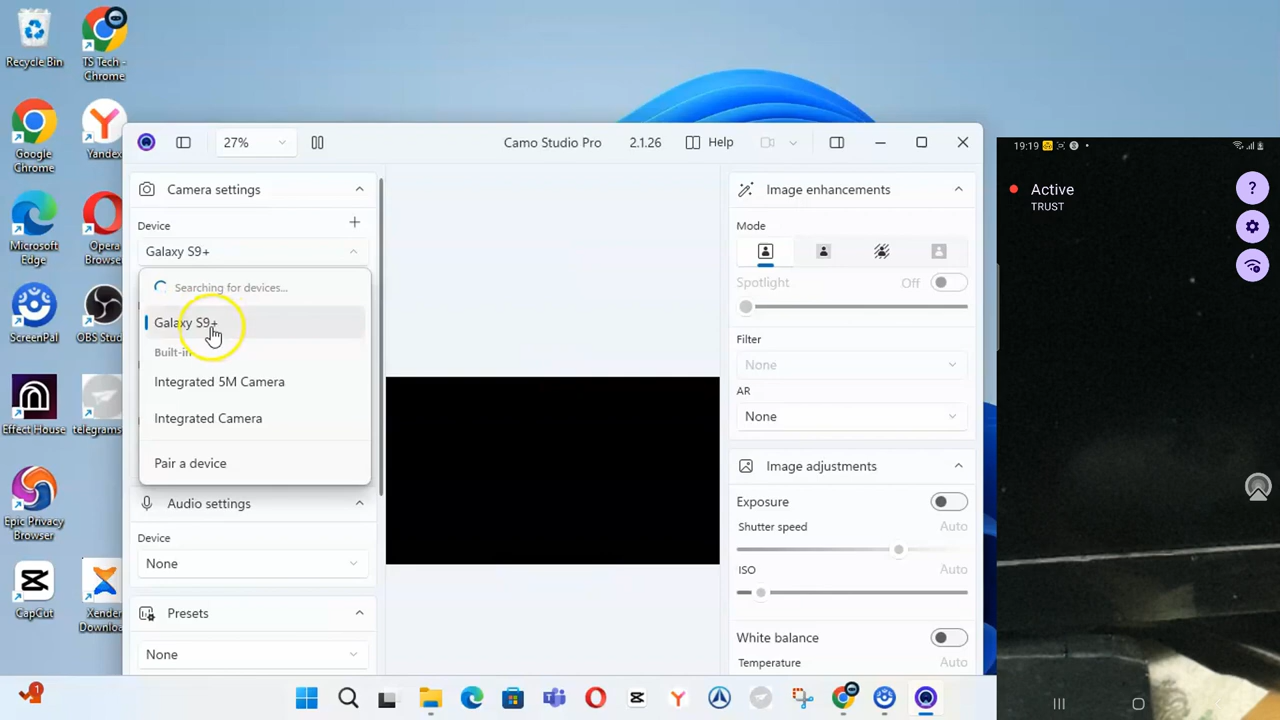 Recycle Bin
TS Tech -
Chrome
Google
Chrome
Yandex
Microsoft
Edge
Opera
Browser
ScreenPal
OBS Studi
Effect House
telegrams
Epic Privacy
Browser
CapCut
Xender
Downloa
27%
Camo Studio Pro
2.1.26
Help
Camera settings
Device
Galaxy S9+
Searching for devices...
Galaxy S9+
Built-in
Integrated 5M Camera
Integrated Camera
Pair a device
Audio settings
Device
None
Presets
None
Image enhancements
Mode
Spotlight
Off
Filter
None
AR
None
Image adjustments
Exposure
Shutter speed
Auto
ISO
Auto
White balance
Temperature
Auto
19:19
Active
TRUST
?
1